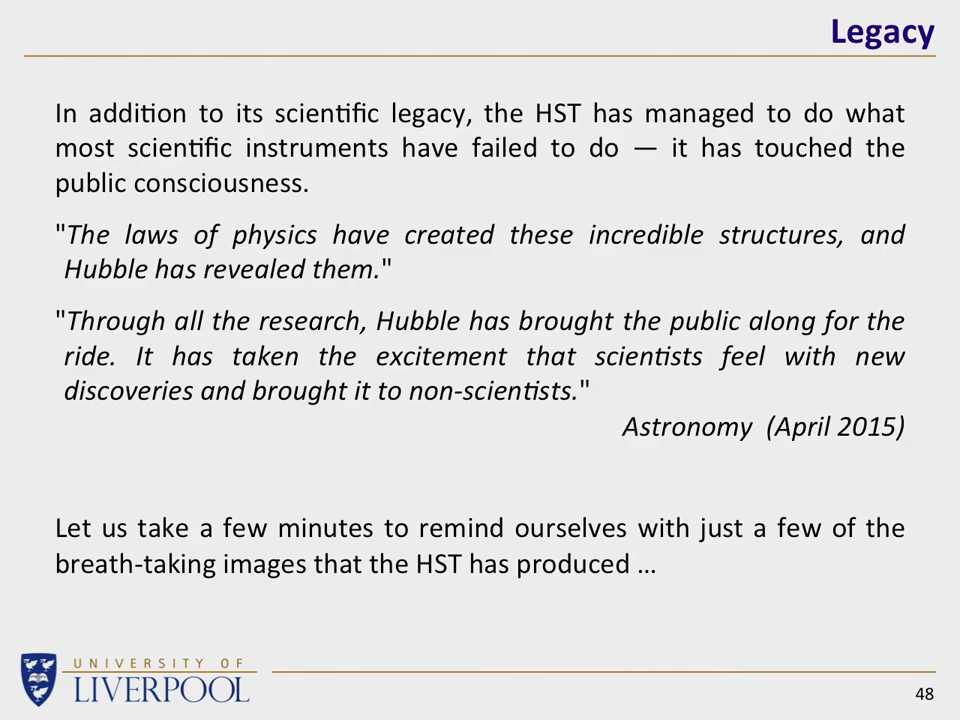 Legacy
In addition to its scientific legacy, the HST has managed to do what
most scientific instruments have failed to do — it has touched the
public consciousness.
"The laws of physics have created these incredible structures, and
Hubble has revealed them."
"Through all the research, Hubble has brought the public along for the
ride. It has taken the excitement that scientists feel with new
discoveries and brought it to non-scientists."
Astronomy (April 2015)
Let us take a few minutes to remind ourselves with just a few of the
breath-taking images that the HST has produced …
UNIVERSITY OF
LIVERPOOL
48